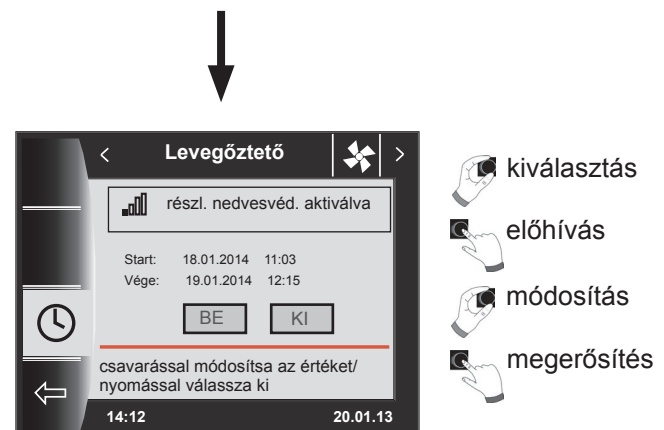 < Levegőztető >
részl. nedvesvéd. aktiválva
Start: 18.01.2014 11:03
Vége: 19.01.2014 12:15
BE KI
csavarással módosítsa az értéket/
nyomással válassza ki
14:12 20.01.13
kiválasztás
előhívás
módosítás
megerősítés